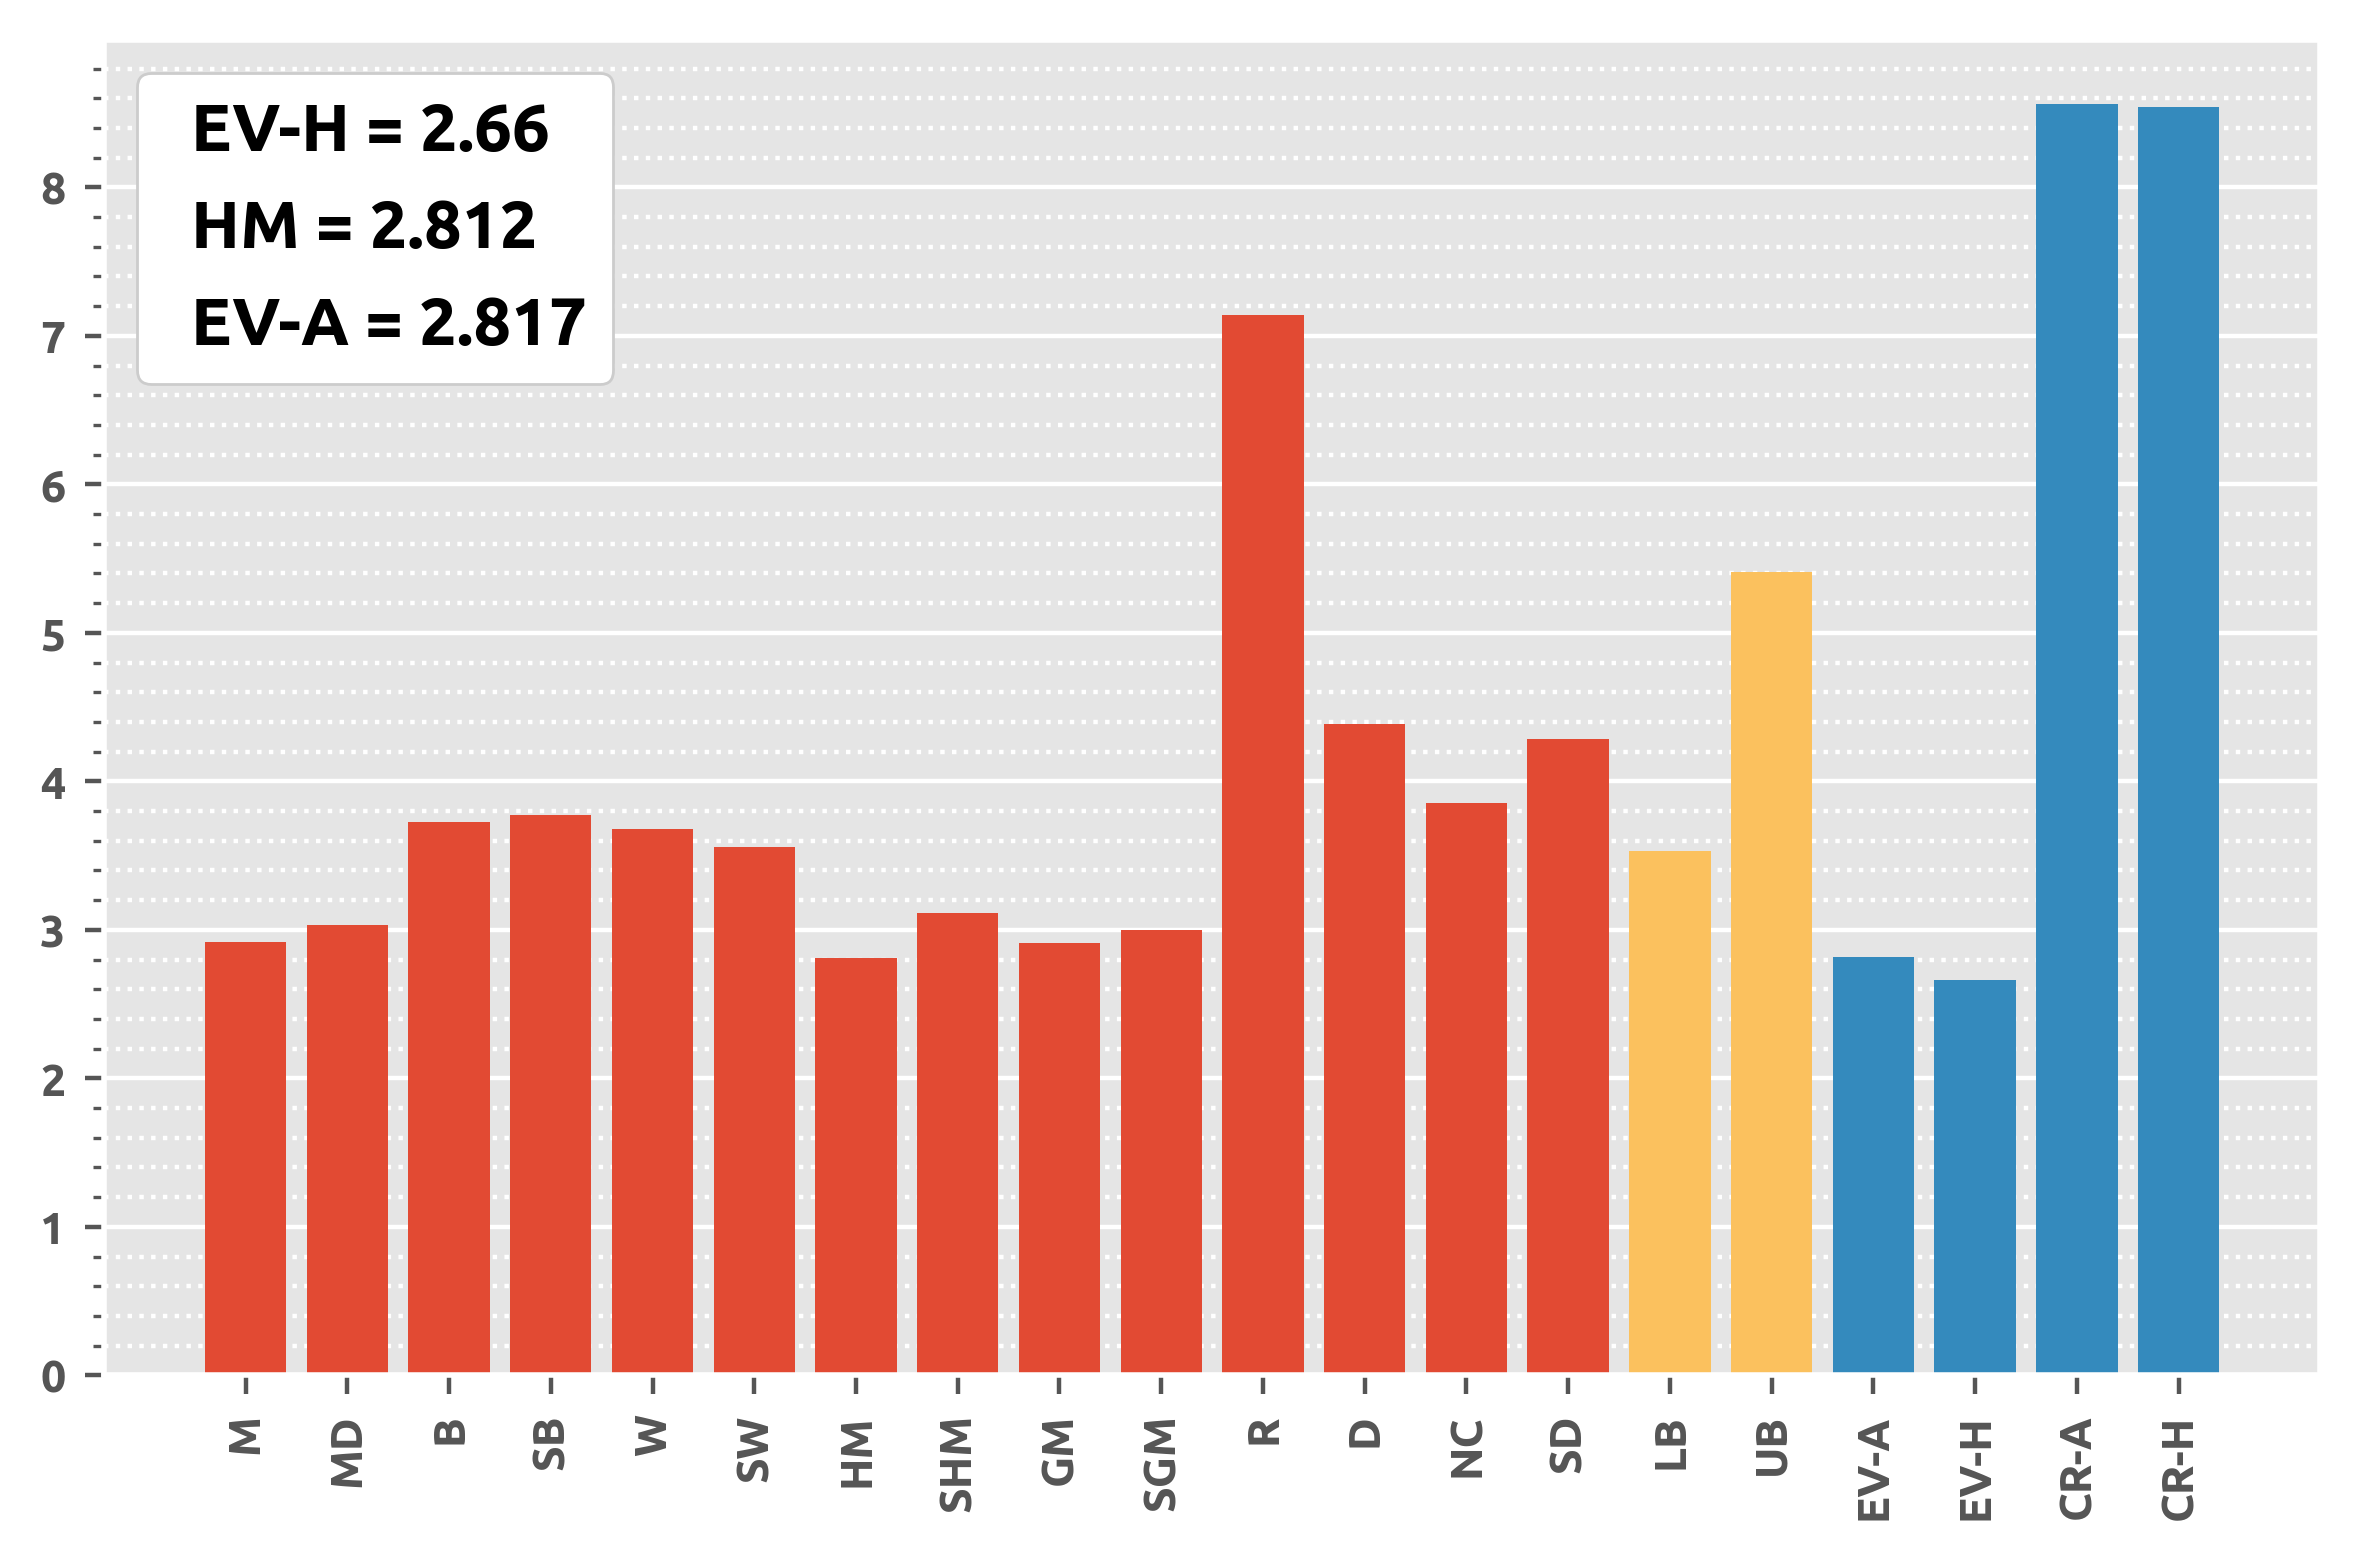 EV-H = 2.66
HM = 2.812
EV-A = 2.817
8
7
6
5
4
3
2
1
0
M
MD
B
SB
W
SW
HM
SHM
GM
SGM
R
D
NC
SD
LB
UB
EV-A
EV-H
CR-A
CR-H